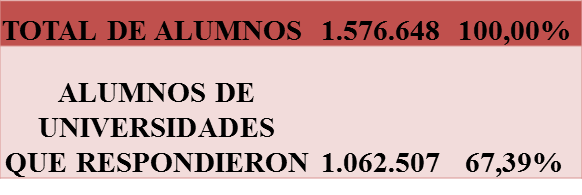 TOTAL DE ALUMNOS 1.576.648 100,00%
ALUMNOS DE
UNIVERSIDADES
QUE RESPONDIERON 1.062.507 67,39%